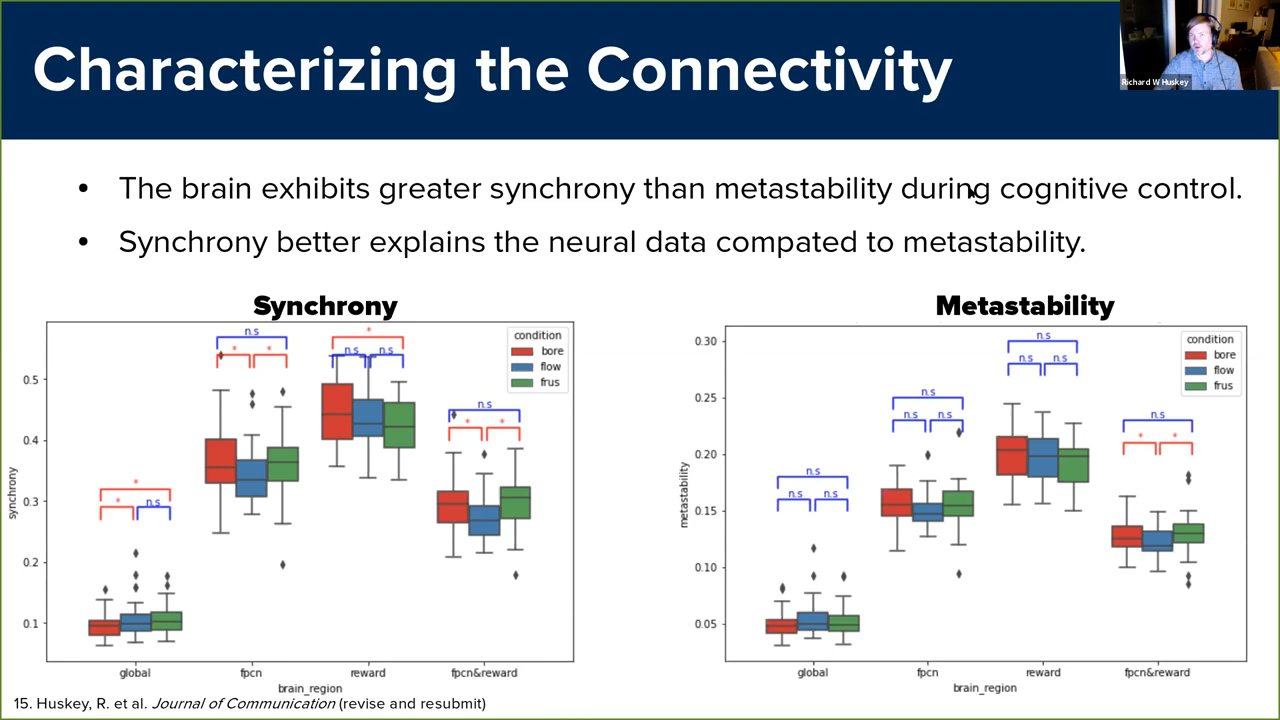 Characterizing the Connectivity
Richard W Huskey
• The brain exhibits greater synchrony than metastability during cognitive control.
• Synchrony better explains the neural data compated to metastability.
Synchrony
n.s
*
*
*
n.s
n.s
n.s
*
*
*
*
n.s
condition
bore
flow
frus
0.5
0.4
0.3
0.2
0.1
synchrony
global
fpcn
reward
fpcn&reward
brain_region
Metastability
n.s
n.s
n.s
n.s
n.s
n.s
n.s
*
*
n.s
n.s
n.s
condition
bore
flow
frus
0.30
0.25
0.20
0.15
0.10
0.05
metastability
global
fpcn
reward
fpcn&reward
brain_region
15. Huskey, R. et al. Journal of Communication (revise and resubmit)